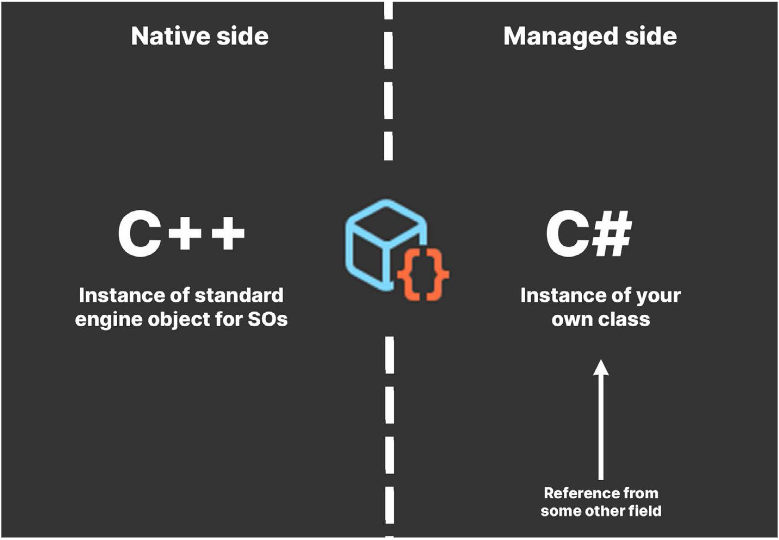 Native side
Managed side
C++
Instance of standard
engine object for SOs
{}
C#
Instance of your
own class
Reference from
some other field